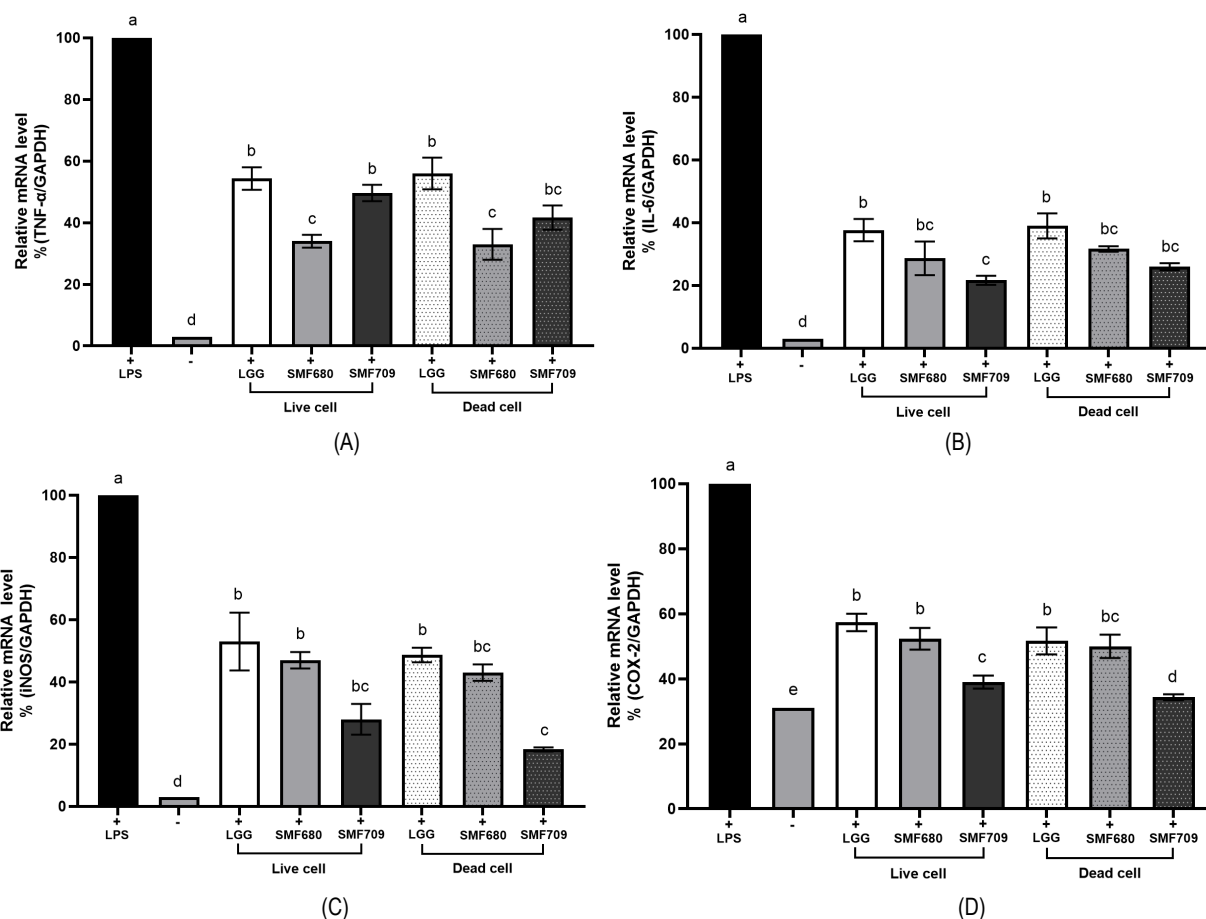 Relative mRNA level
% (TNF-α/GAPDH)
100
80
60
40
20
0
a
d
b
c
b
b
c
bc
+ - + + + + + +
LPS LGG SMF680 SMF709 LGG SMF680 SMF709
Live cell Dead cell
(A)
Relative mRNA level
% (IL-6/GAPDH)
100
80
60
40
20
0
a
d
b
bc
c
b
bc
bc
+ - + + + + + +
LPS LGG SMF680 SMF709 LGG SMF680 SMF709
Live cell Dead cell
(B)
Relative mRNA level
% (iNOS/GAPDH)
100
80
60
40
20
0
a
d
b
b
bc
b
bc
c
+ - + + + + + +
LPS LGG SMF680 SMF709 LGG SMF680 SMF709
Live cell Dead cell
(C)
Relative mRNA level
% (COX-2/GAPDH)
100
80
60
40
20
0
a
e
b
b
c
b
bc
d
+ - + + + + + +
LPS LGG SMF680 SMF709 LGG SMF680 SMF709
Live cell Dead cell
(D)